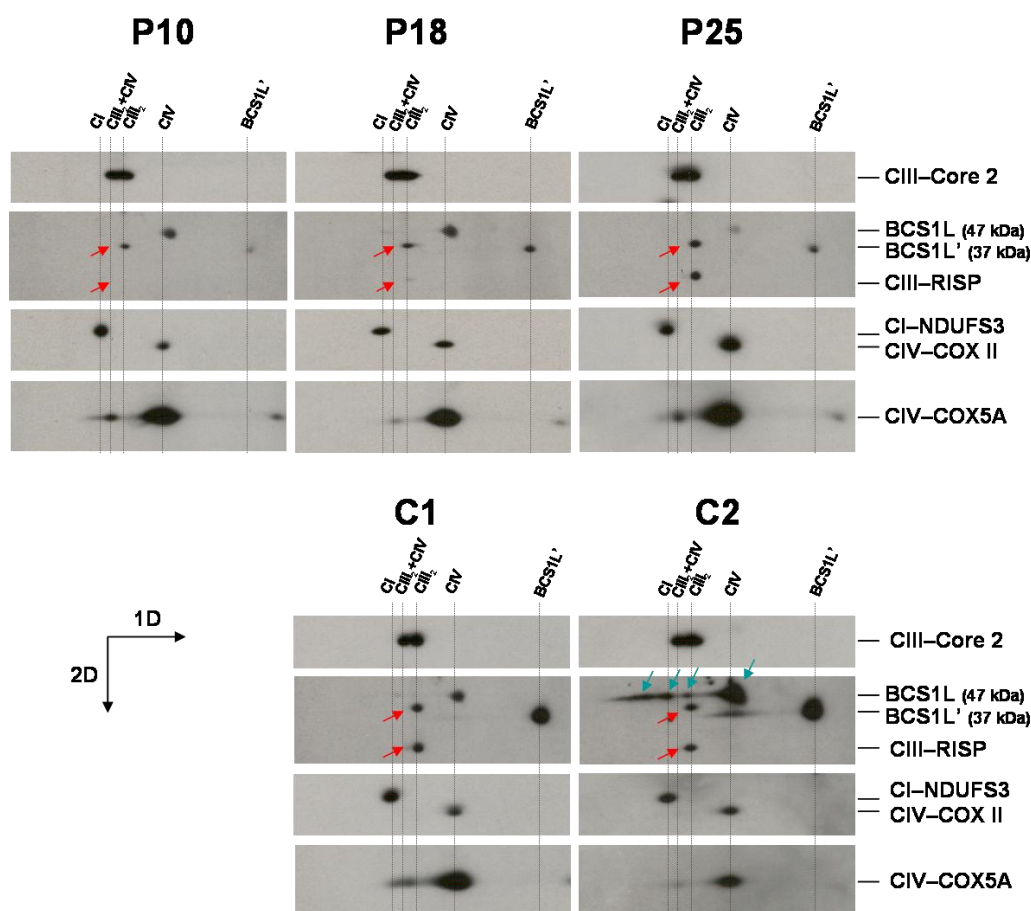 P10 P18 P25
CI CIII₂+CIV CIII₂ CIV BCS1L' CI CIII₂+CIV CIII₂ CIV BCS1L' CI CIII₂+CIV CIII₂ CIV BCS1L'
CIII–Core 2
BCS1L (47 kDa)
BCS1L' (37 kDa)
CIII–RISP
CI–NDUFS3
CIV–COX II
CIV–COX5A
C1 C2
CI CIII₂+CIV CIII₂ CIV BCS1L' CI CIII₂+CIV CIII₂ CIV BCS1L'
1D
2D
CIII–Core 2
BCS1L (47 kDa)
BCS1L' (37 kDa)
CIII–RISP
CI–NDUFS3
CIV–COX II
CIV–COX5A